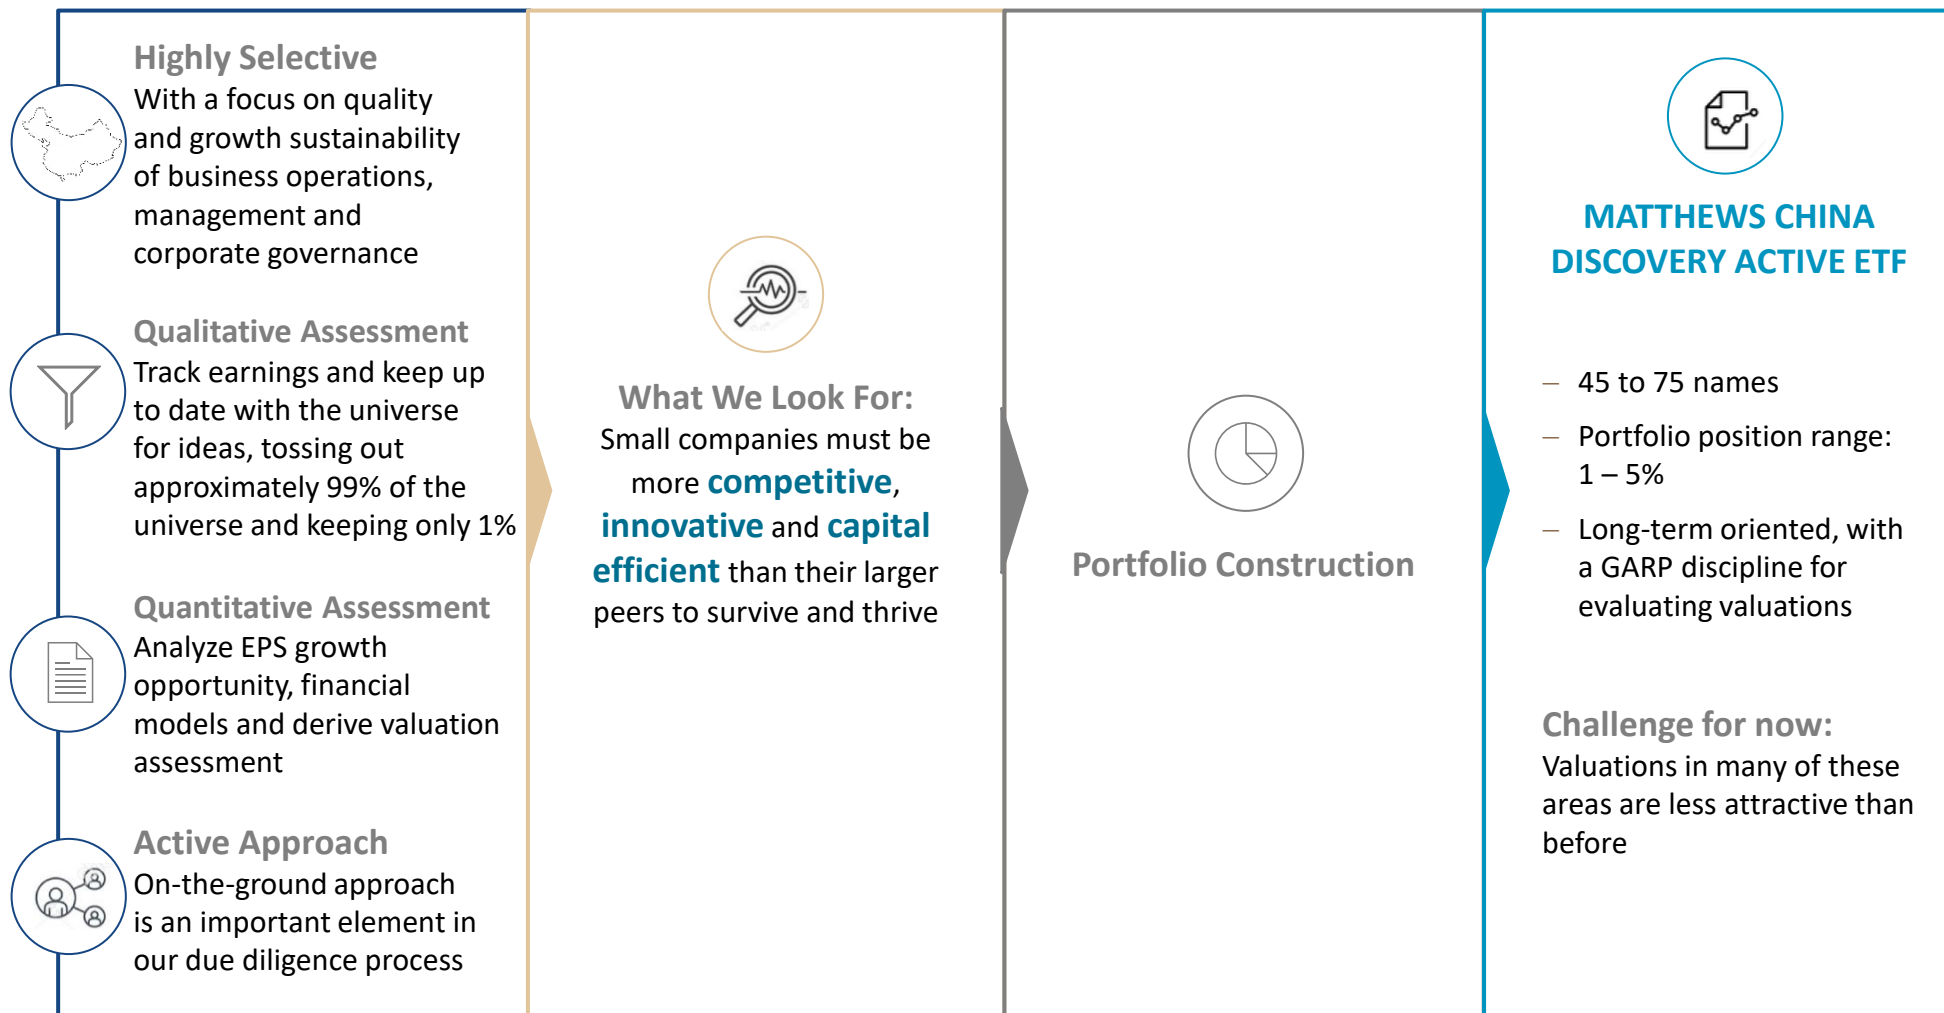 Highly Selective
With a focus on quality
and growth sustainability
of business operations,
management and
corporate governance
Qualitative Assessment
Track earnings and keep up
to date with the universe
for ideas, tossing out
approximately 99% of the
universe and keeping only 1%
Quantitative Assessment
Analyze EPS growth
opportunity, financial
models and derive valuation
assessment
Active Approach
On-the-ground approach
is an important element in
our due diligence process
What We Look For:
Small companies must be
more competitive,
innovative and capital
efficient than their larger
peers to survive and thrive
Portfolio Construction
MATTHEWS CHINA
DISCOVERY ACTIVE ETF
– 45 to 75 names
– Portfolio position range:
1 – 5%
– Long-term oriented, with
a GARP discipline for
evaluating valuations
Challenge for now:
Valuations in many of these
areas are less attractive than
before